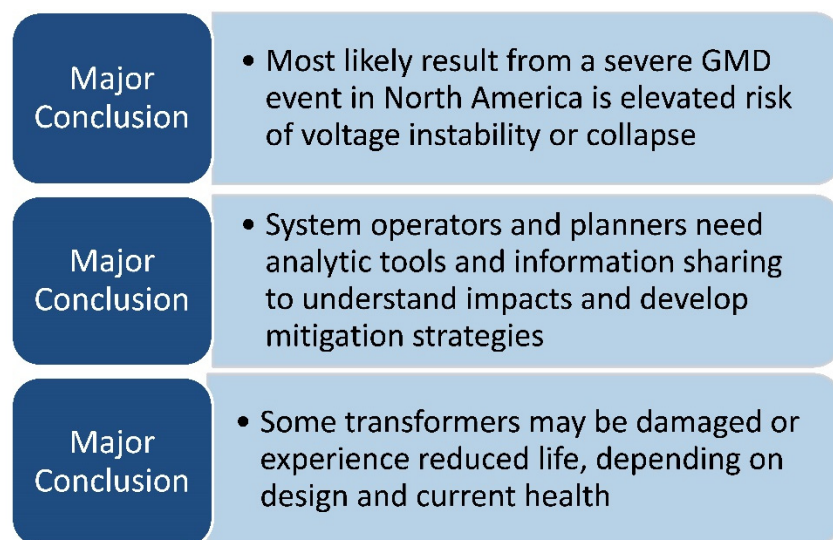 Major
Conclusion
• Most likely result from a severe GMD
event in North America is elevated risk
of voltage instability or collapse
Major
Conclusion
• System operators and planners need
analytic tools and information sharing
to understand impacts and develop
mitigation strategies
Major
Conclusion
• Some transformers may be damaged or
experience reduced life, depending on
design and current health